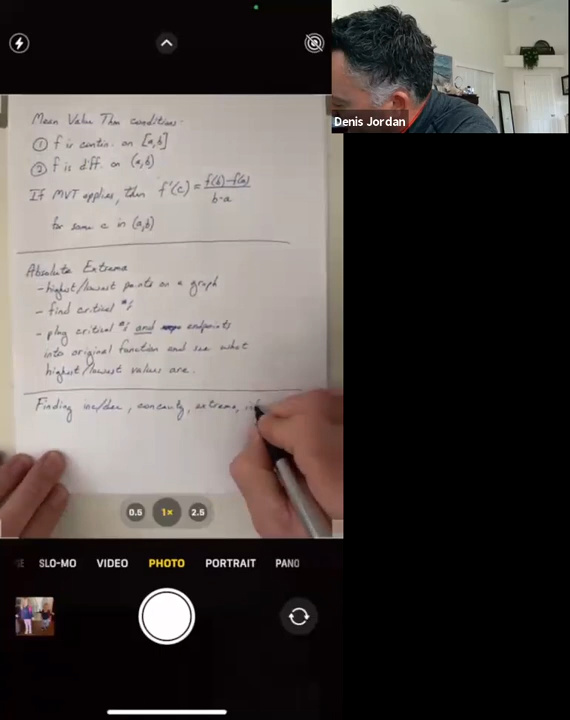 Denis Jordan
Mean Value Thm conditions:
① f is contin. on [a,b]
② f is diff. on (a,b)
If MVT applies, then f'(c) = f(b)-f(a) / b-a
for some c in (a,b)
Absolute Extrema
- highest/lowest points on a graph
- find critical #'s
- plug critical #'s and endpoints
into original function and see what
highest/lowest values are.
Finding inc/dec, concavity, extrema,
0.5 1x 2.5
SLO-MO VIDEO PHOTO PORTRAIT PANO